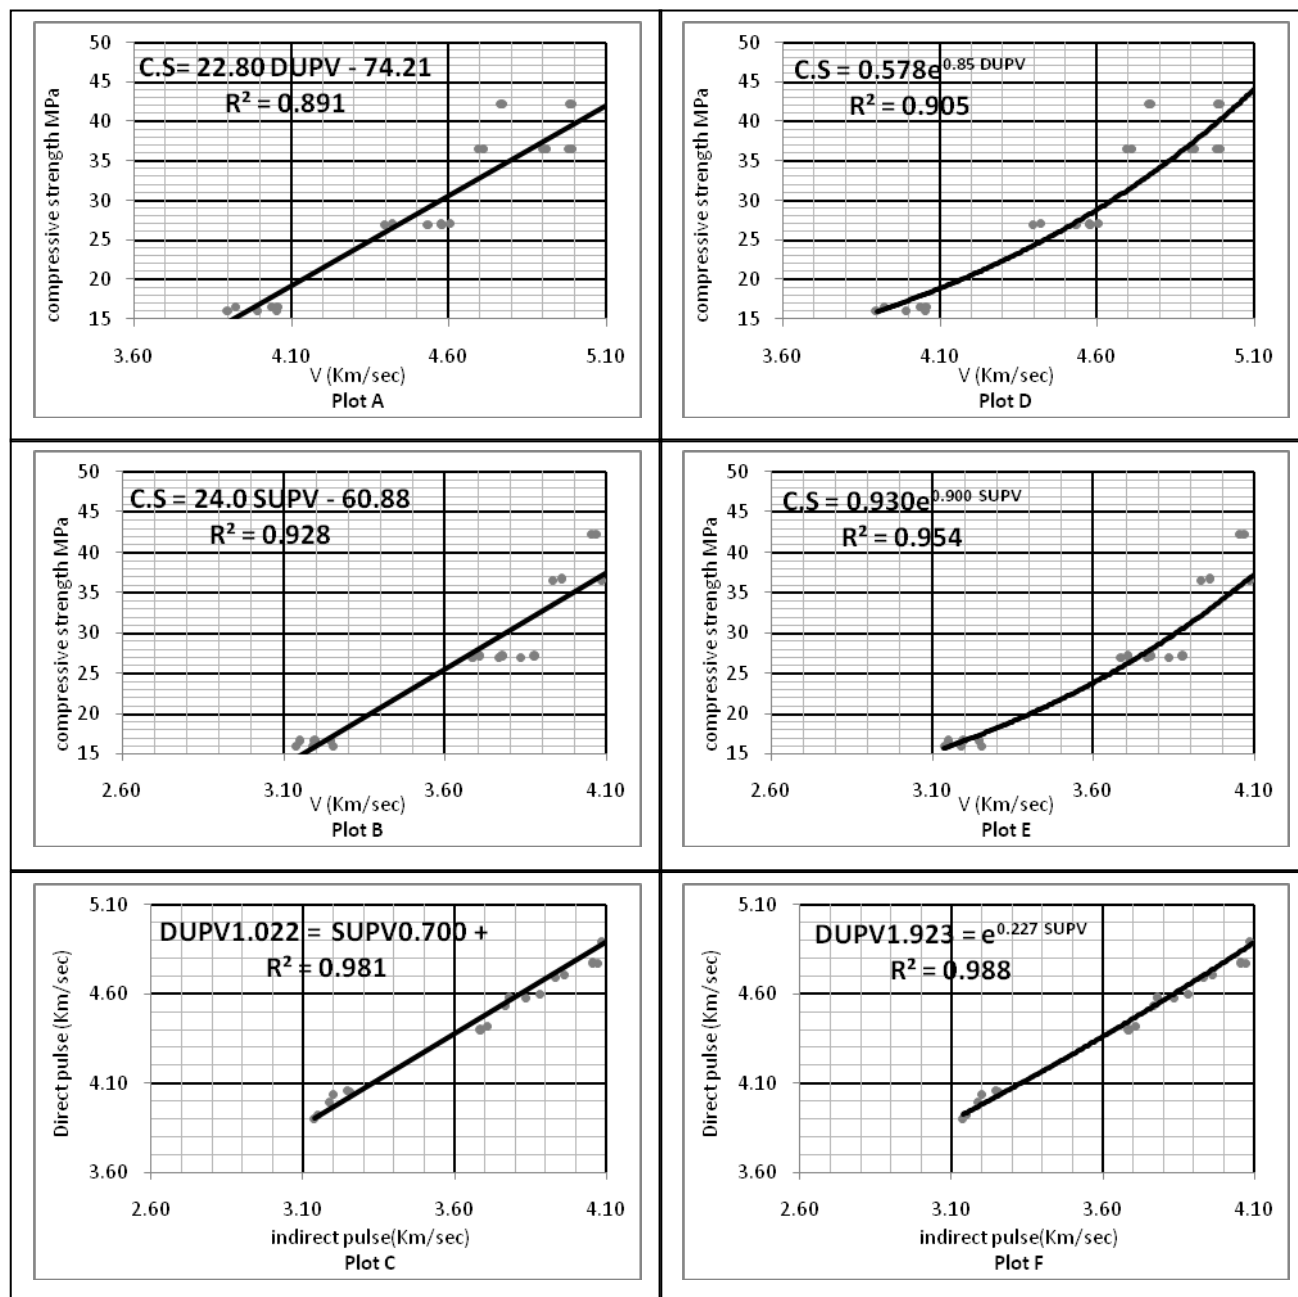 50
45
40
35
30
25
20
15
compressive strength MPa
C.S= 22.80 DUPV - 74.21
R² = 0.891
3.60 4.10 4.60 5.10
V (Km/sec)
Plot A
50
45
40
35
30
25
20
15
compressive strength MPa
C.S = 0.578e^0.85 DUPV
R² = 0.905
3.60 4.10 4.60 5.10
V (Km/sec)
Plot D
50
45
40
35
30
25
20
15
compressive strength MPa
C.S = 24.0 SUPV - 60.88
R² = 0.928
2.60 3.10 3.60 4.10
V (Km/sec)
Plot B
50
45
40
35
30
25
20
15
compressive strength MPa
C.S = 0.930e^0.900 SUPV
R² = 0.954
2.60 3.10 3.60 4.10
V (Km/sec)
Plot E
5.10
4.60
4.10
3.60
Direct pulse (Km/sec)
DUPV1.022 = SUPV0.700 +
R² = 0.981
2.60 3.10 3.60 4.10
indirect pulse(Km/sec)
Plot C
5.10
4.60
4.10
3.60
Direct pulse (Km/sec)
DUPV1.923 = e^0.227 SUPV
R² = 0.988
2.60 3.10 3.60 4.10
indirect pulse(Km/sec)
Plot F